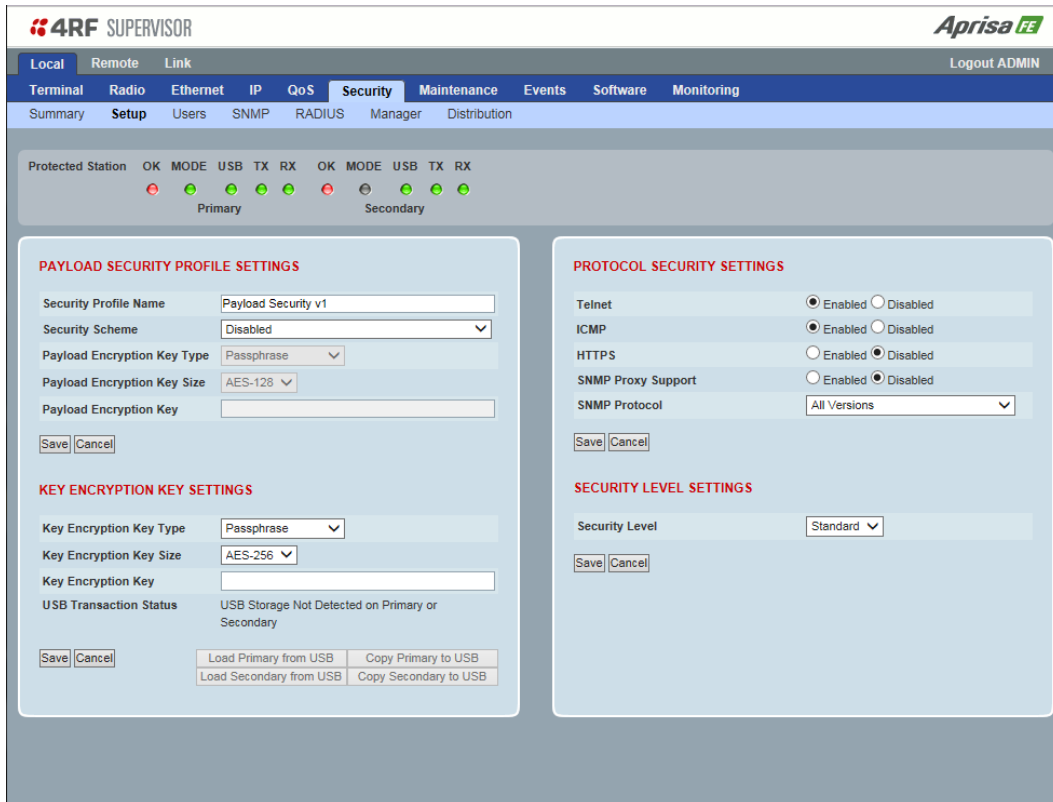 4RF SUPERVISOR
Aprisa FE
Local Remote Link Logout ADMIN
Terminal Radio Ethernet IP QoS Security Maintenance Events Software Monitoring
Summary Setup Users SNMP RADIUS Manager Distribution
Protected Station OK MODE USB TX RX OK MODE USB TX RX
Primary Secondary
PAYLOAD SECURITY PROFILE SETTINGS
Security Profile Name Payload Security v1
Security Scheme Disabled
Payload Encryption Key Type Passphrase
Payload Encryption Key Size AES-128
Payload Encryption Key
Save Cancel
KEY ENCRYPTION KEY SETTINGS
Key Encryption Key Type Passphrase
Key Encryption Key Size AES-256
Key Encryption Key
USB Transaction Status USB Storage Not Detected on Primary or
Secondary
Save Cancel Load Primary from USB Copy Primary to USB
Load Secondary from USB Copy Secondary to USB
PROTOCOL SECURITY SETTINGS
Telnet Enabled Disabled
ICMP Enabled Disabled
HTTPS Enabled Disabled
SNMP Proxy Support Enabled Disabled
SNMP Protocol All Versions
Save Cancel
SECURITY LEVEL SETTINGS
Security Level Standard
Save Cancel